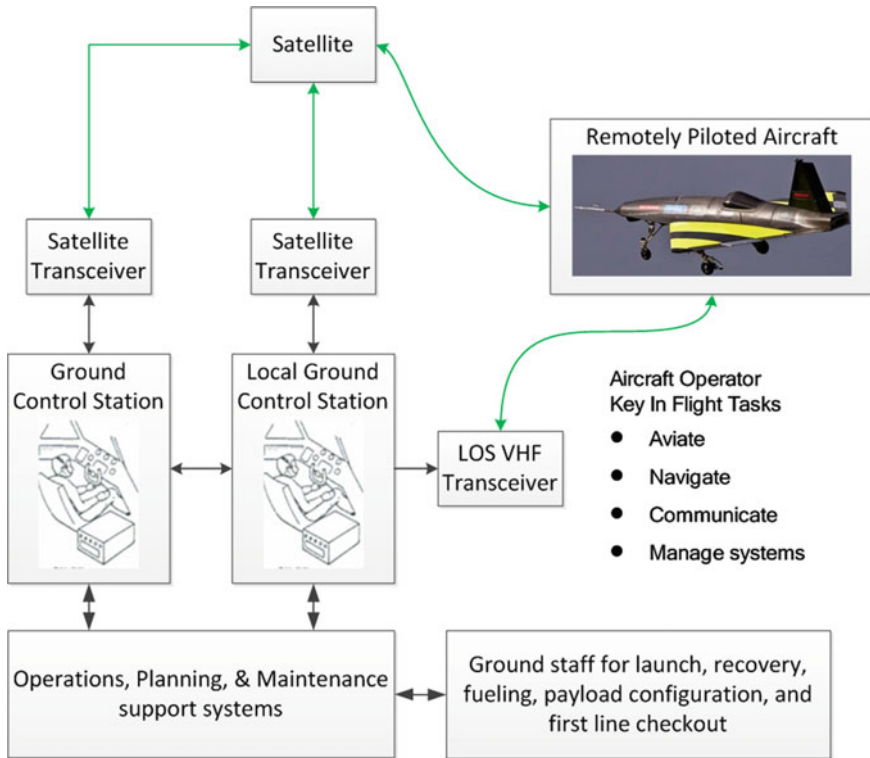 Satellite
Remotely Piloted Aircraft
Satellite
Transceiver
Satellite
Transceiver
Ground
Control Station
Local Ground
Control Station
LOS VHF
Transceiver
Aircraft Operator
Key In Flight Tasks
● Aviate
● Navigate
● Communicate
● Manage systems
Operations, Planning, & Maintenance
support systems
Ground staff for launch, recovery,
fueling, payload configuration, and
first line checkout